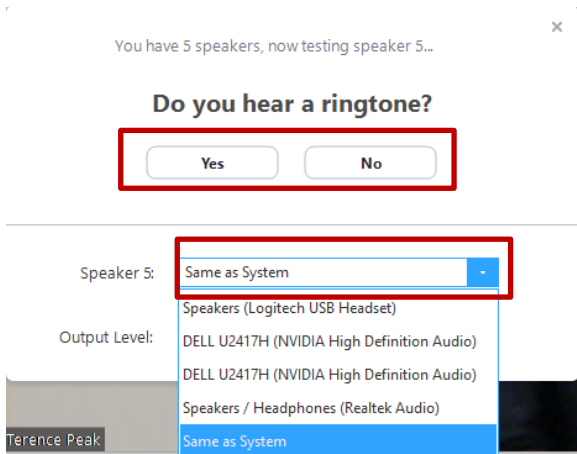 You have 5 speakers, now testing speaker 5...
Do you hear a ringtone?
Yes No
Speaker 5: Same as System
Speakers (Logitech USB Headset)
Output Level: DELL U2417H (NVIDIA High Definition Audio)
DELL U2417H (NVIDIA High Definition Audio)
Speakers / Headphones (Realtek Audio)
Terence Peak Same as System